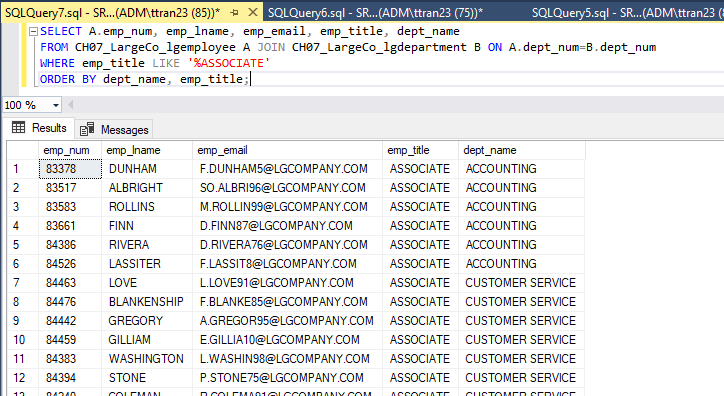 SQLQuery7.sql - SR...(ADM\ttran23 (85))* SQLQuery6.sql - SR...(ADM\ttran23 (75))* SQLQuery5.sql - SR...(ADM\ttran23 (8
SELECT A.emp_num, emp_lname, emp_email, emp_title, dept_name
FROM CH07_LargeCo_lgemployee A JOIN CH07_LargeCo_lgdepartment B ON A.dept_num=B.dept_num
WHERE emp_title LIKE '%ASSOCIATE'
ORDER BY dept_name, emp_title;
100 %
Results Messages
emp_num emp_lname emp_email emp_title dept_name
1 83378 DUNHAM F.DUNHAM5@LGCOMPANY.COM ASSOCIATE ACCOUNTING
2 83517 ALBRIGHT SO.ALBRI96@LGCOMPANY.COM ASSOCIATE ACCOUNTING
3 83583 ROLLINS M.ROLLIN99@LGCOMPANY.COM ASSOCIATE ACCOUNTING
4 83661 FINN D.FINN87@LGCOMPANY.COM ASSOCIATE ACCOUNTING
5 84386 RIVERA D.RIVERA76@LGCOMPANY.COM ASSOCIATE ACCOUNTING
6 84526 LASSITER F.LASSIT8@LGCOMPANY.COM ASSOCIATE ACCOUNTING
7 84463 LOVE L.LOVE91@LGCOMPANY.COM ASSOCIATE CUSTOMER SERVICE
8 84476 BLANKENSHIP F.BLANKE85@LGCOMPANY.COM ASSOCIATE CUSTOMER SERVICE
9 84442 GREGORY A.GREGOR95@LGCOMPANY.COM ASSOCIATE CUSTOMER SERVICE
10 84459 GILLIAM E.GILLIA10@LGCOMPANY.COM ASSOCIATE CUSTOMER SERVICE
11 84383 WASHINGTON L.WASHIN98@LGCOMPANY.COM ASSOCIATE CUSTOMER SERVICE
12 84394 STONE P.STONE75@LGCOMPANY.COM ASSOCIATE CUSTOMER SERVICE